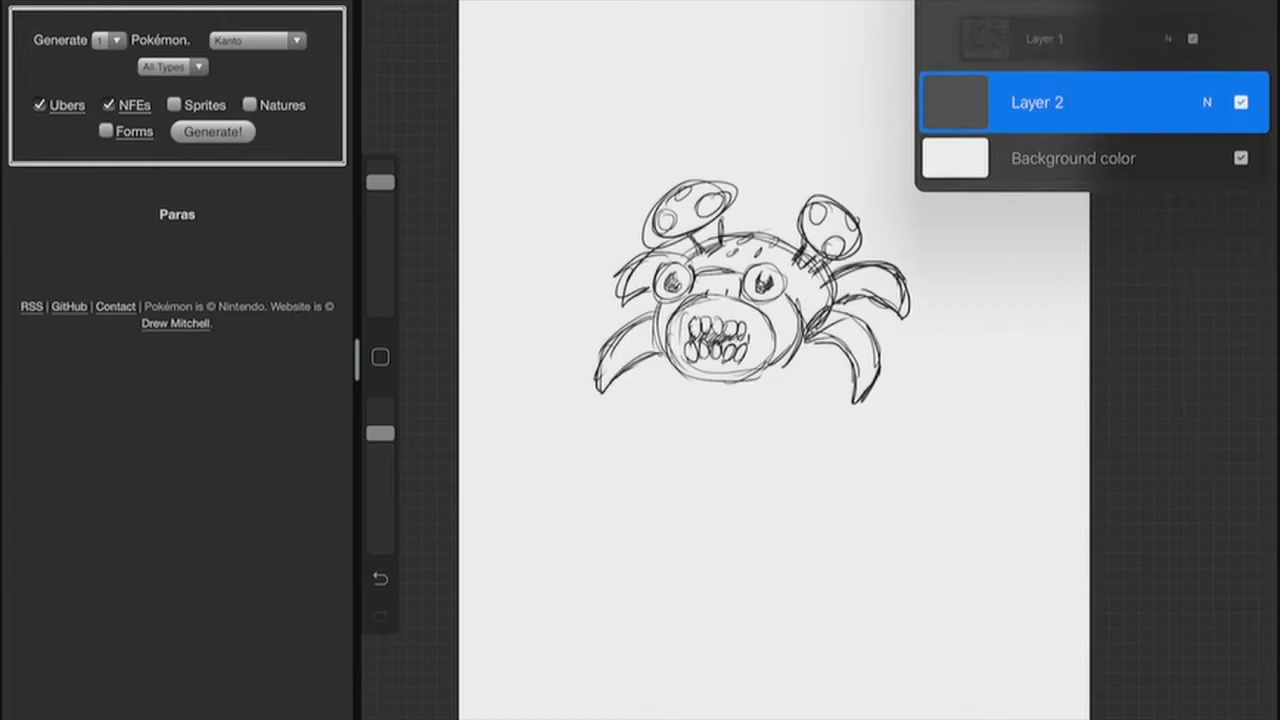 Generate 1 Pokémon. Kanto
All Types
Ubers NFEs Sprites Natures
Forms Generate!
Paras
RSS | GitHub | Contact | Pokémon is © Nintendo. Website is ©
Drew Mitchell.
Layer 1 N
Layer 2 N
Background color